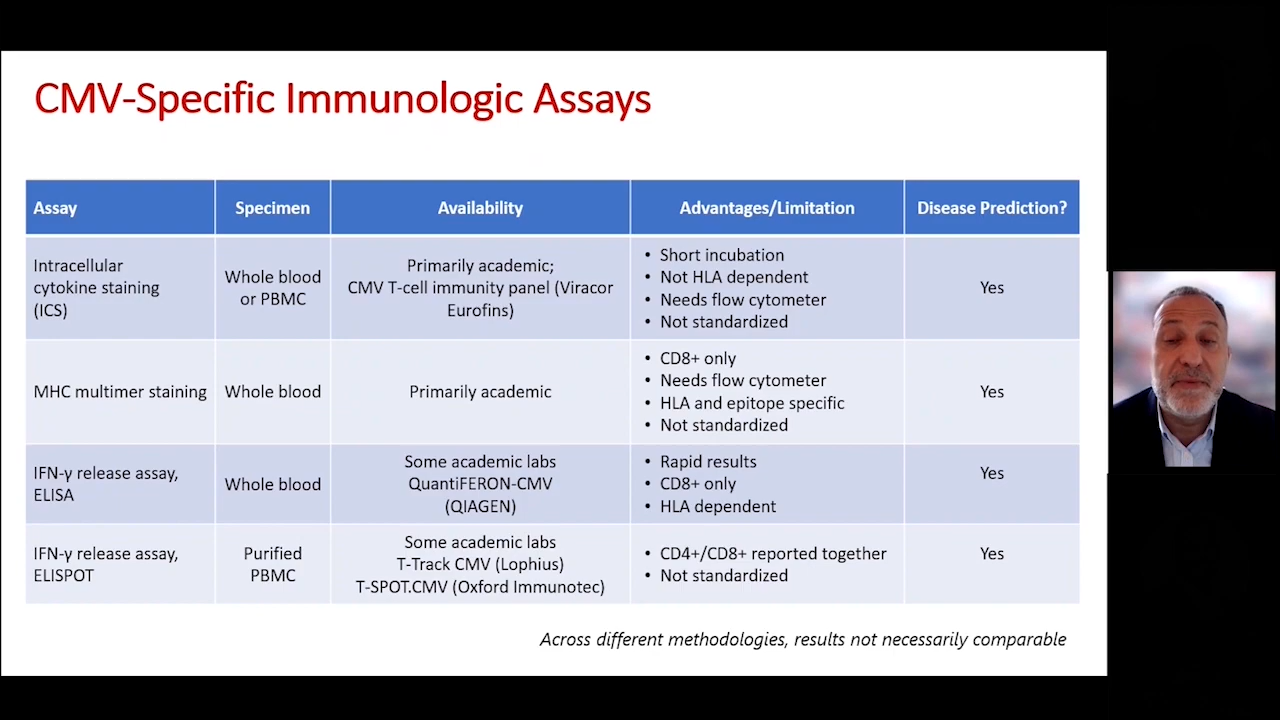 CMV-Specific Immunologic Assays
Assay
Specimen
Availability
Advantages/Limitation
Disease Prediction?
Intracellular
cytokine staining
(ICS)
Whole blood
or PBMC
Primarily academic;
CMV T-cell immunity panel (Viracor
Eurofins)
• Short incubation
• Not HLA dependent
• Needs flow cytometer
• Not standardized
Yes
MHC multimer staining
Whole blood
Primarily academic
• CD8+ only
• Needs flow cytometer
• HLA and epitope specific
• Not standardized
Yes
IFN-γ release assay,
ELISA
Whole blood
Some academic labs
QuantiFERON-CMV
(QIAGEN)
• Rapid results
• CD8+ only
• HLA dependent
Yes
IFN-γ release assay,
ELISPOT
Purified
PBMC
Some academic labs
T-Track CMV (Lophius)
T-SPOT.CMV (Oxford Immunotec)
• CD4+/CD8+ reported together
• Not standardized
Yes
Across different methodologies, results not necessarily comparable